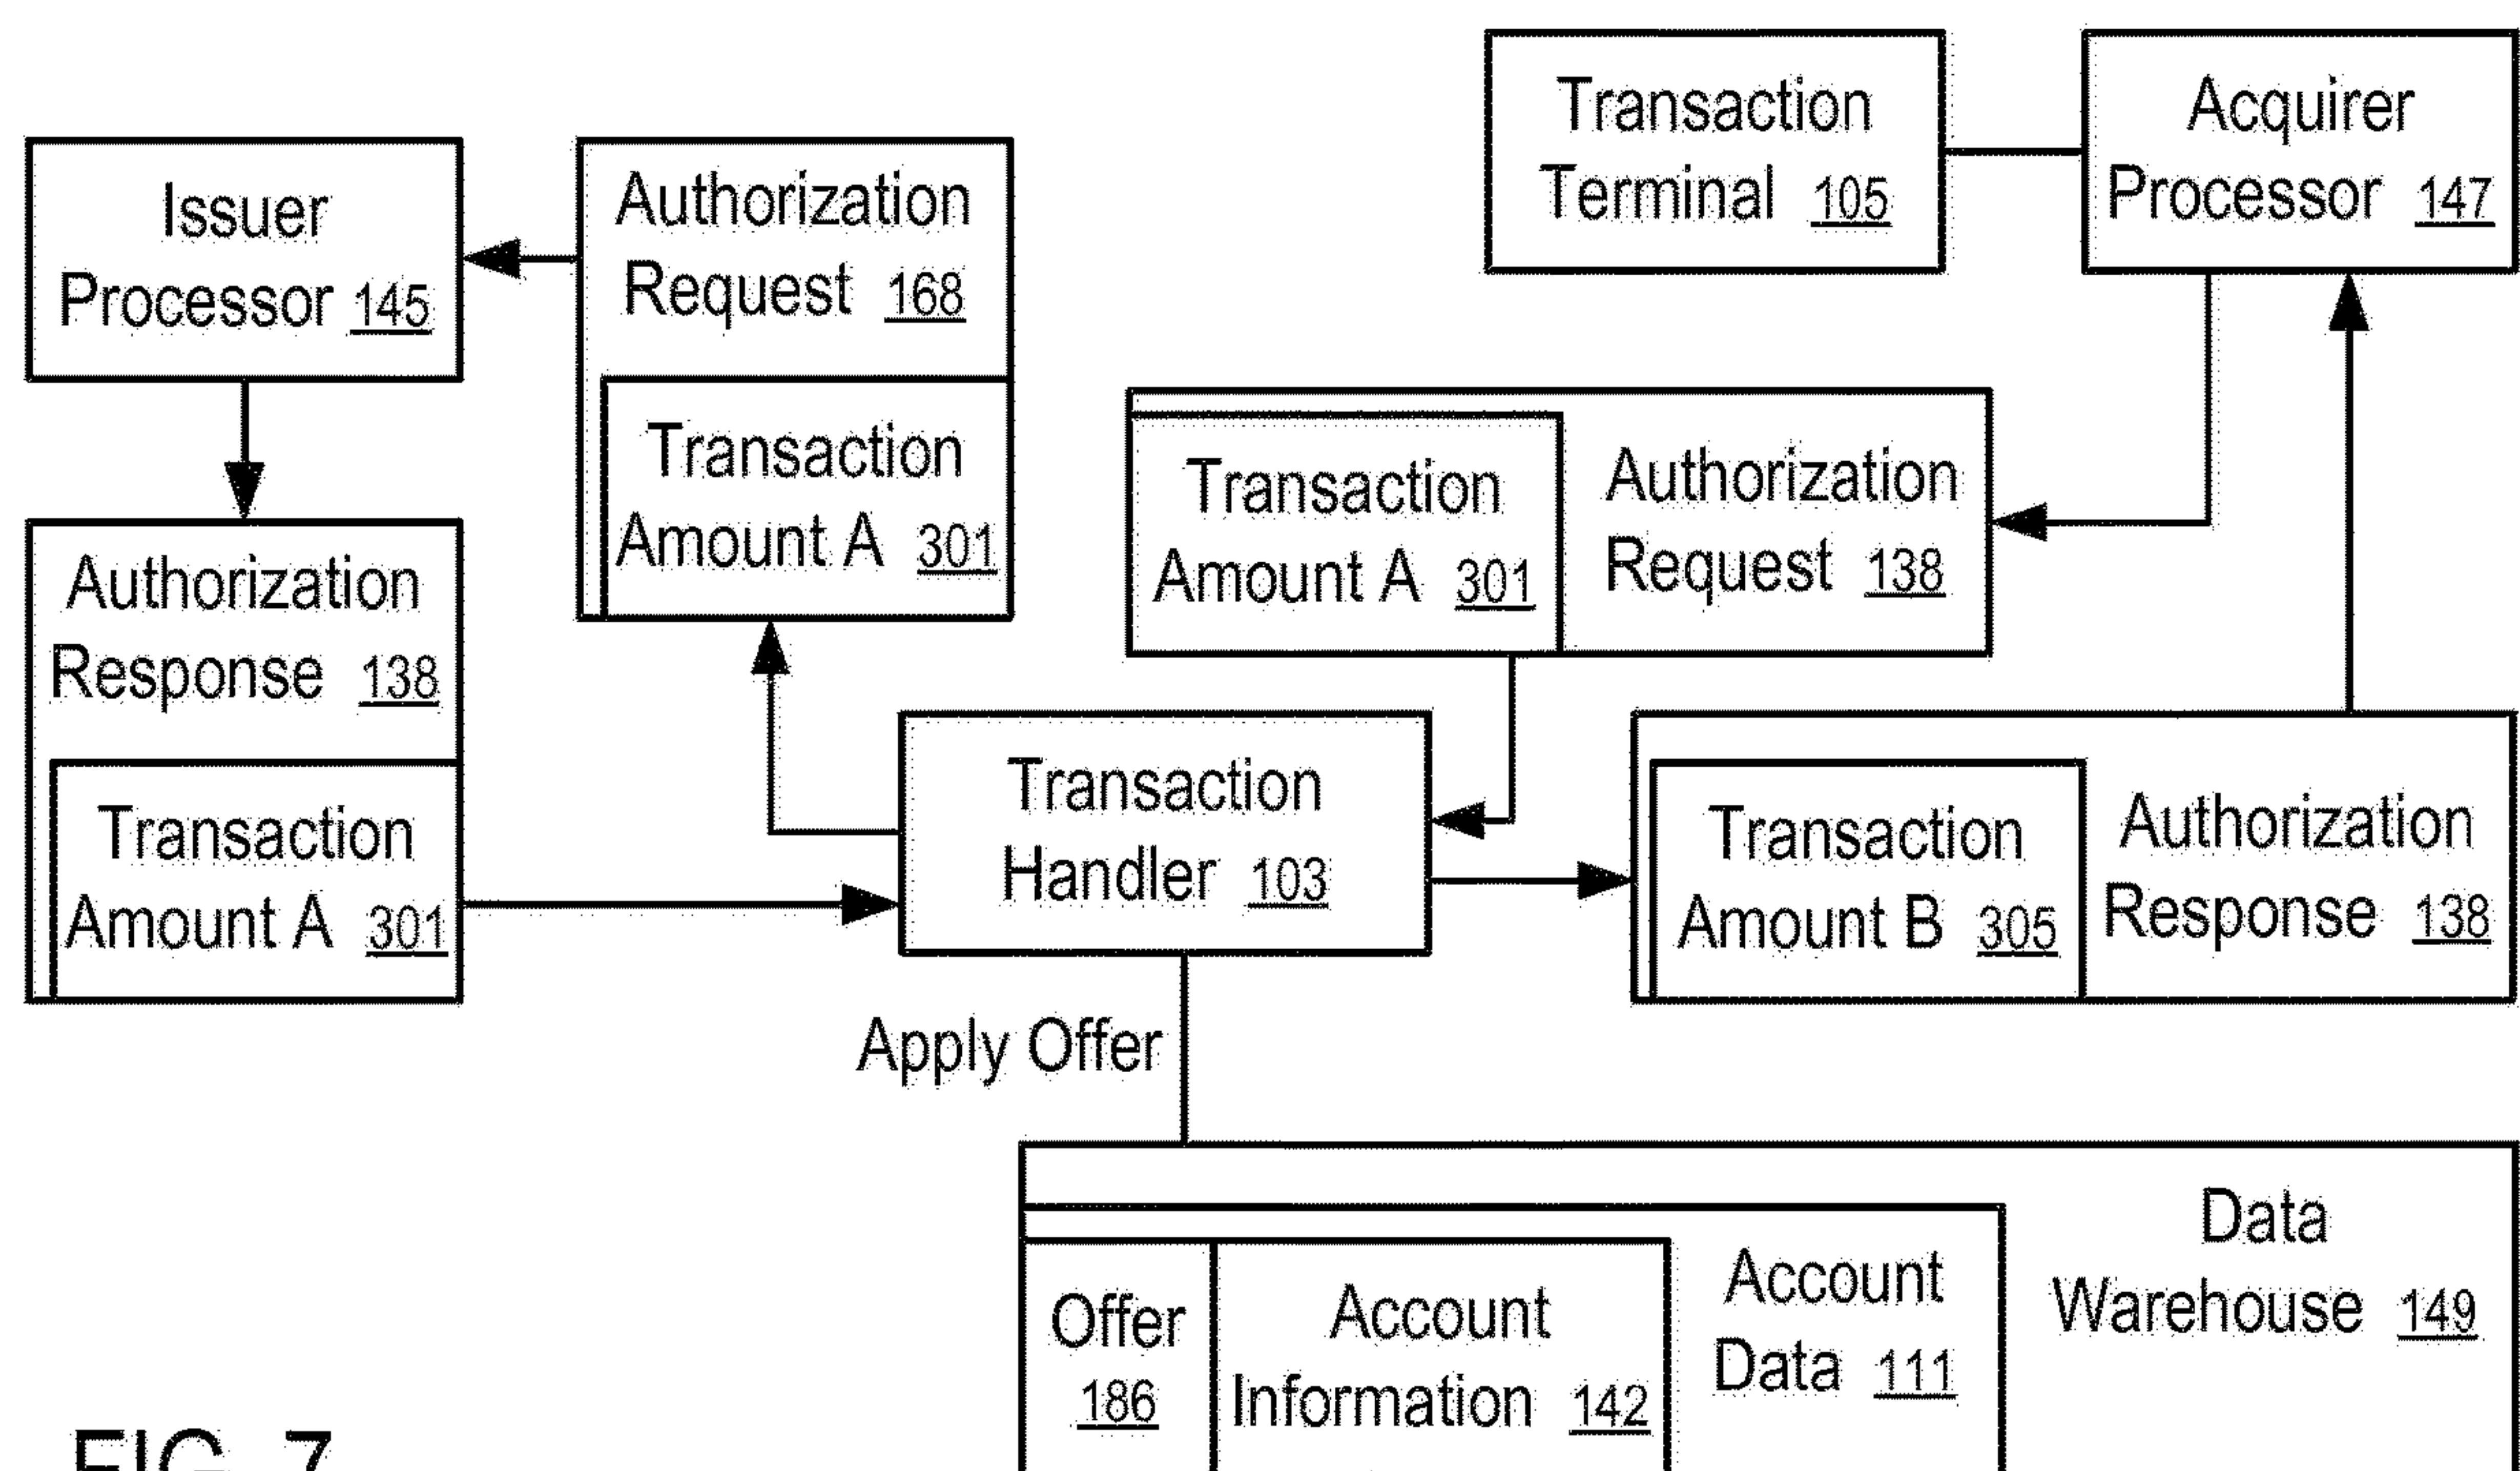 Transaction
Terminal 105
Acquirer
Processor 147
Issuer
Processor 145
Authorization
Request 168
Transaction
Amount A 301
Transaction
Amount A 301
Authorization
Request 138
Authorization
Response 138
Transaction
Amount A 301
Transaction
Handler 103
Transaction
Amount B 305
Authorization
Response 138
Apply Offer
Offer
186
Account
Information 142
Account
Data 111
Data
Warehouse 149
FIG. 7